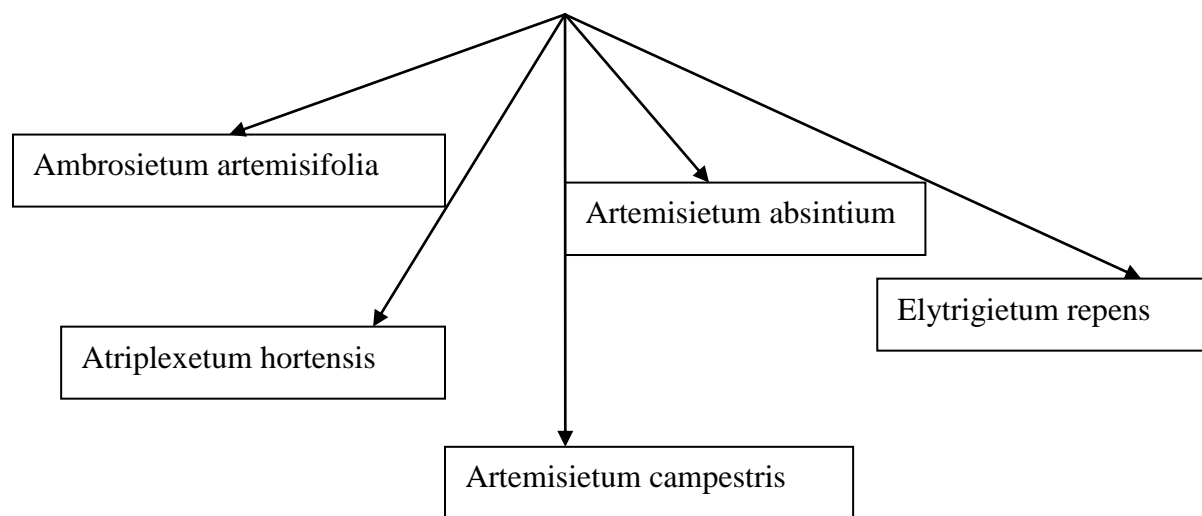 Ambrosietum artemisifolia
Artemisietum absintium
Elytrigietum repens
Atriplexetum hortensis
Artemisietum campestris